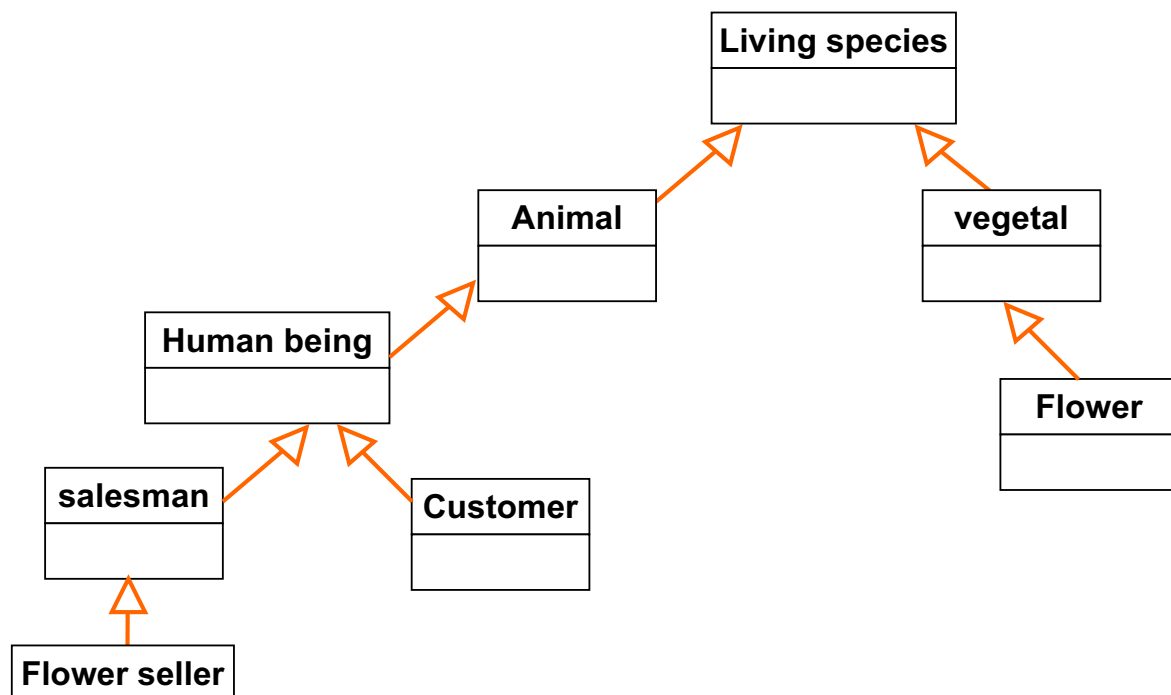 Living species
Animal
vegetal
Human being
Flower
salesman
Customer
Flower seller